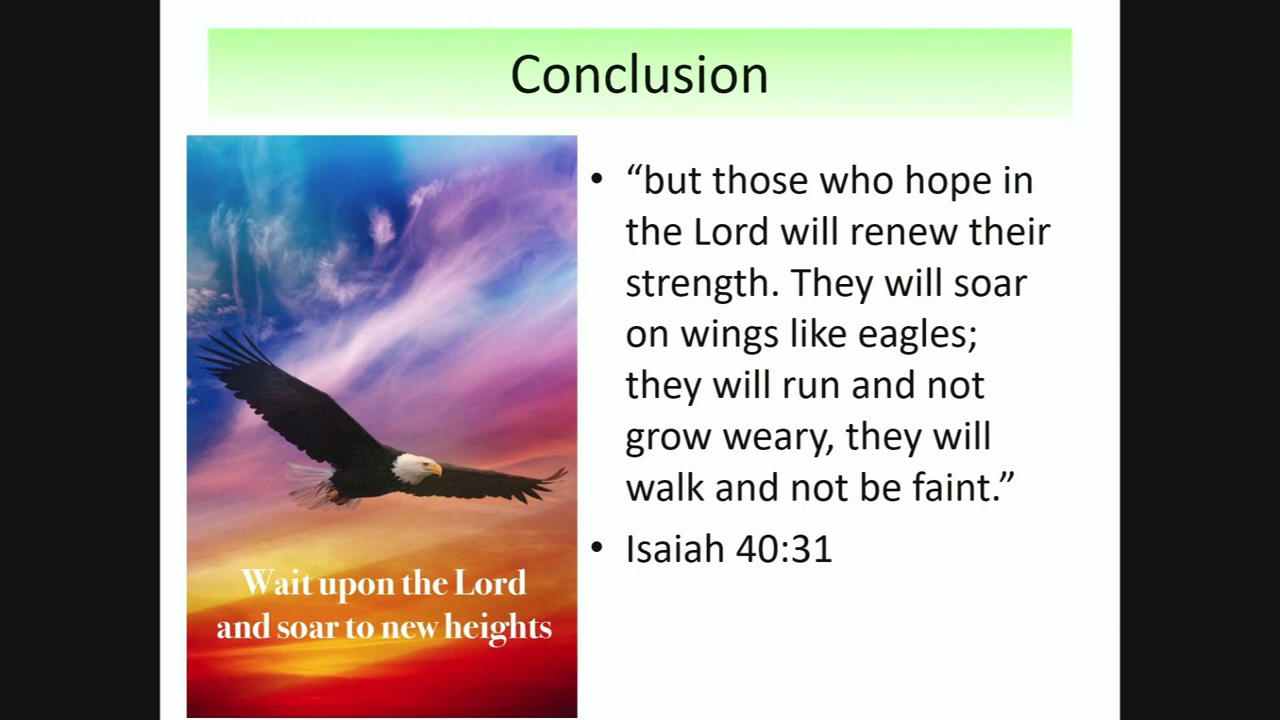 Conclusion
Wait upon the Lord
and soar to new heights
• “but those who hope in
the Lord will renew their
strength. They will soar
on wings like eagles;
they will run and not
grow weary, they will
walk and not be faint.”
• Isaiah 40:31